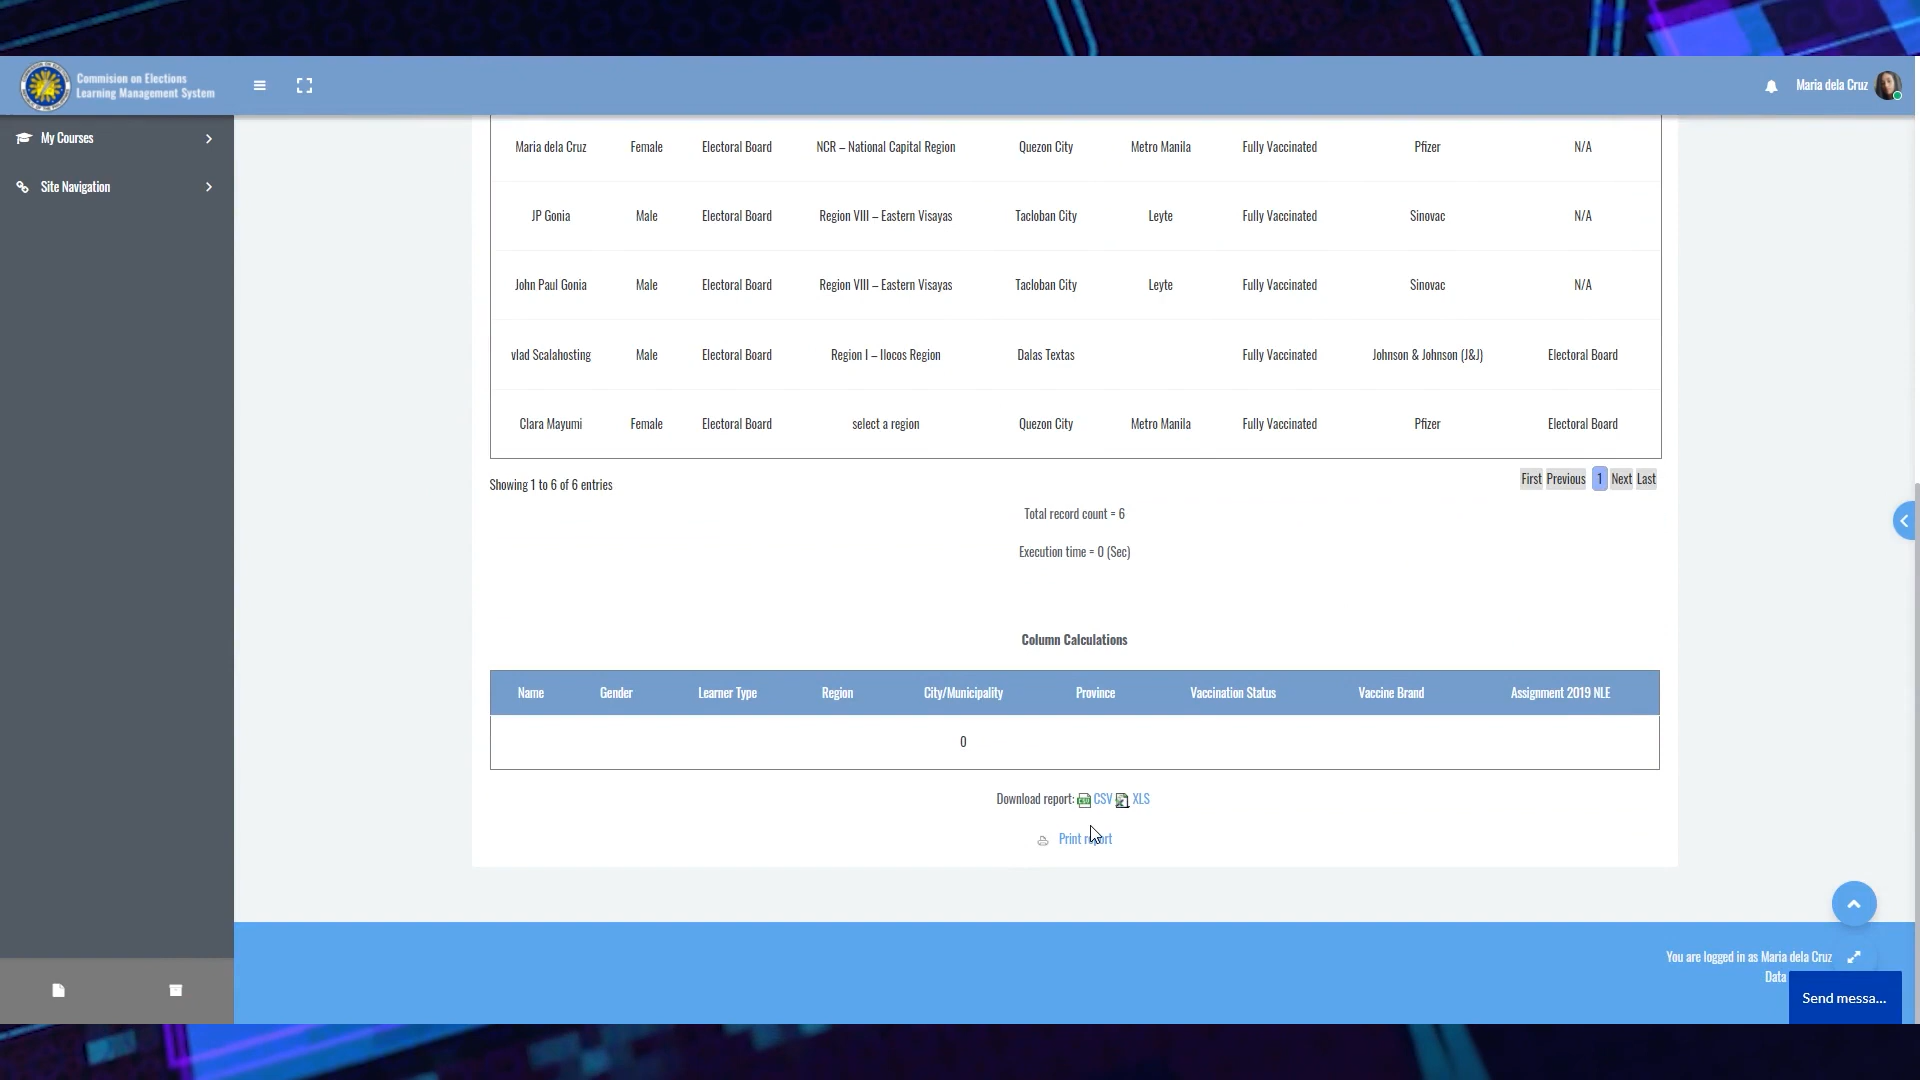 Commision on Elections
Learning Management System
Maria dela Cruz
My Courses
Site Navigation
Maria dela Cruz Female Electoral Board NCR – National Capital Region Quezon City Metro Manila Fully Vaccinated Pfizer N/A
JP Gonia Male Electoral Board Region VIII – Eastern Visayas Tacloban City Leyte Fully Vaccinated Sinovac N/A
John Paul Gonia Male Electoral Board Region VIII – Eastern Visayas Tacloban City Leyte Fully Vaccinated Sinovac N/A
vlad Scalahosting Male Electoral Board Region I – Ilocos Region Dalas Textas Fully Vaccinated Johnson & Johnson (J&J) Electoral Board
Clara Mayumi Female Electoral Board select a region Quezon City Metro Manila Fully Vaccinated Pfizer Electoral Board
Showing 1 to 6 of 6 entries
First Previous 1 Next Last
Total record count = 6
Execution time = 0 (Sec)
Column Calculations
Name Gender Learner Type Region City/Municipality Province Vaccination Status Vaccine Brand Assignment 2019 NLE
0
Download report: CSV XLS
Print report
You are logged in as Maria dela Cruz
Data
Send messa...